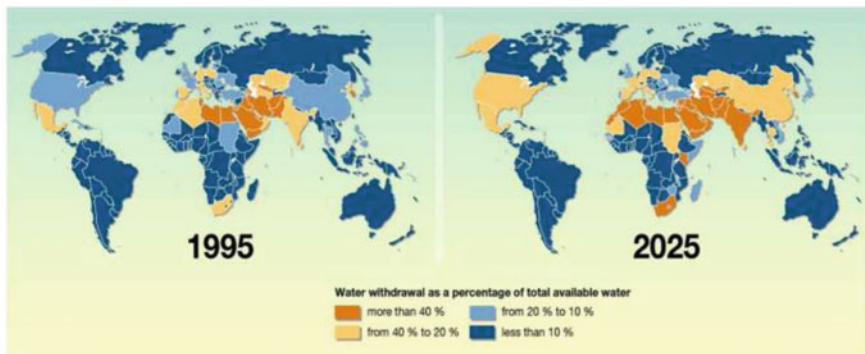 1995
2025
Water withdrawal as a percentage of total available water
more than 40 %
from 20 % to 10 %
from 40 % to 20 %
less than 10 %